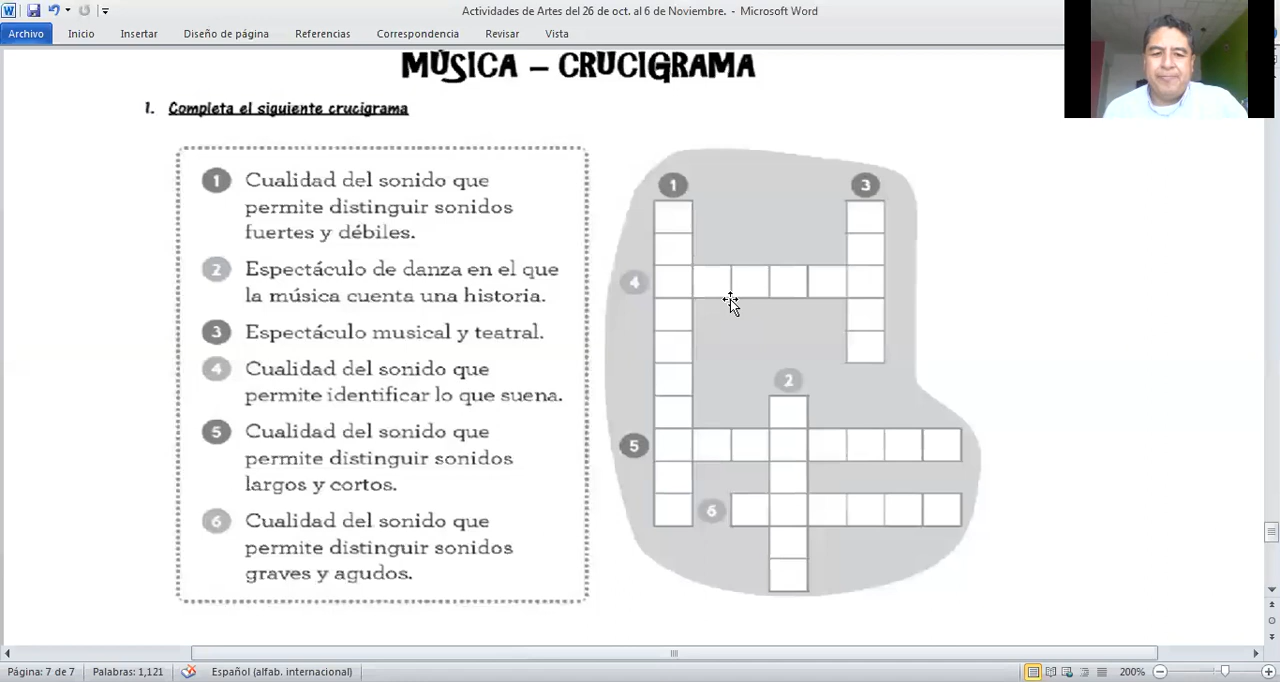 Actividades de Artes del 26 de oct. al 6 de Noviembre. - Microsoft Word
Archivo Inicio Insertar Diseño de página Referencias Correspondencia Revisar Vista
MÚSICA – CRUCIGRAMA
1. Completa el siguiente crucigrama
1 Cualidad del sonido que
permite distinguir sonidos
fuertes y débiles.
2 Espectáculo de danza en el que
la música cuenta una historia.
3 Espectáculo musical y teatral.
4 Cualidad del sonido que
permite identificar lo que suena.
5 Cualidad del sonido que
permite distinguir sonidos
largos y cortos.
6 Cualidad del sonido que
permite distinguir sonidos
graves y agudos.
1 3
4
2
5
6
Página: 7 de 7 Palabras: 1,121 Español (alfab. internacional) 200%